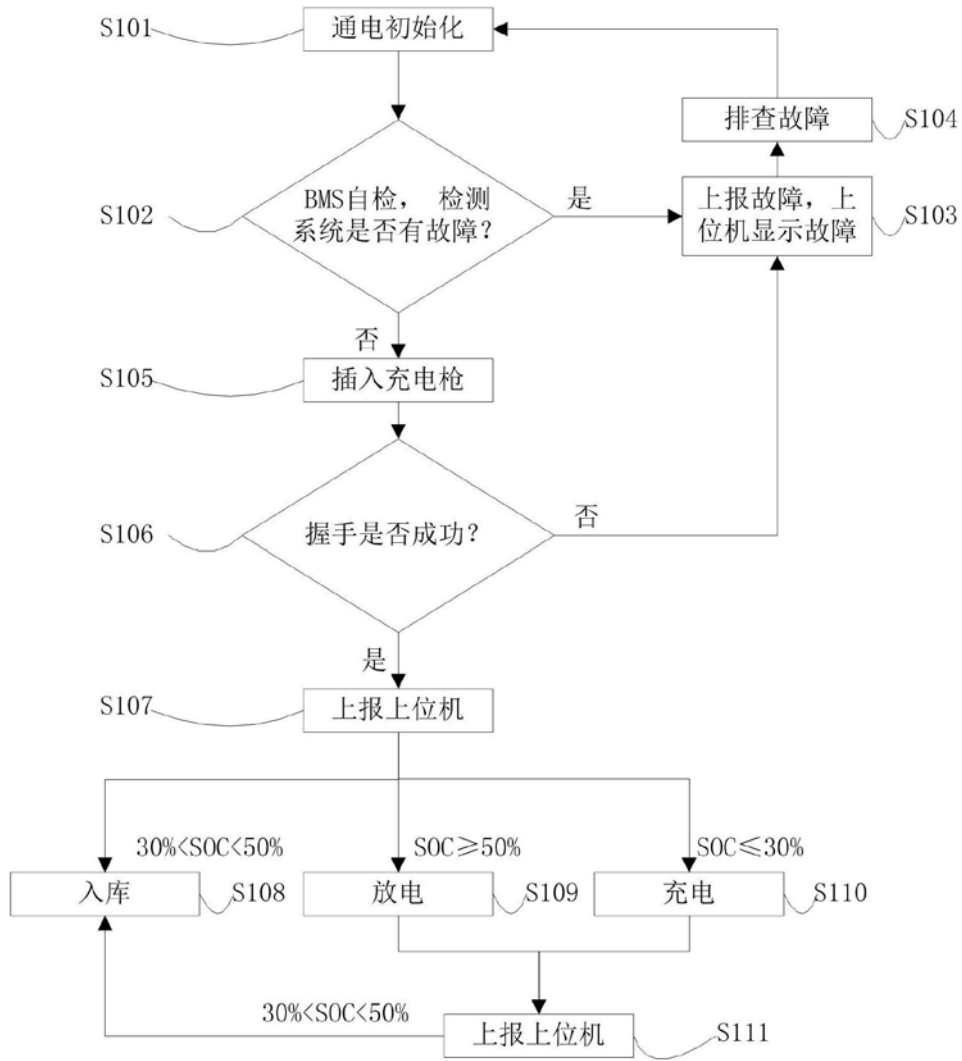 S101
通电初始化
排查故障
S104
BMS自检， 检测
系统是否有故障?
S102
是
上报故障，上
位机显示故障
S103
否
S105
插入充电枪
S106
握手是否成功?
否
是
S107
上报上位机
30%<SOC<50%
SOC≥50%
SOC≤30%
入库
S108
放电
S109
充电
S110
30%<SOC<50%
上报上位机
S111